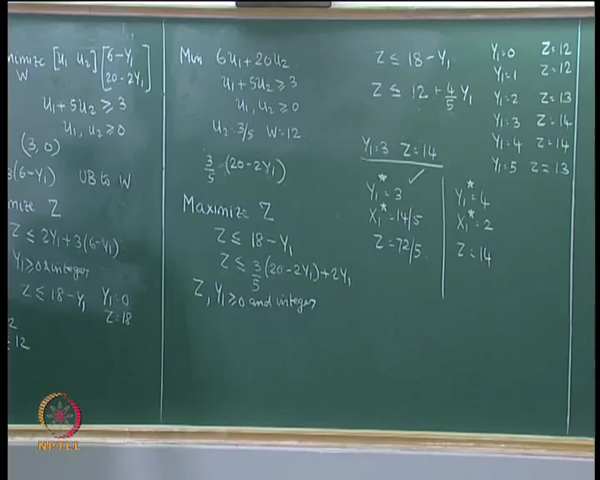 [u₁ u₂] [6-Y₁
W 20-2Y₁]
u₁+5u₂ ≥ 3
u₁, u₂ ≥ 0
(3, 0)
3(6-Y₁) UB to W
Z
Z ≤ 2Y₁+3(6-Y₁)
Y₁ ≥ 0 & integer
Z ≤ 18-Y₁ Y₁=0
Z=18
2
= 12
Min 6u₁+20u₂
u₁+5u₂ ≥ 3
u₁, u₂ ≥ 0
u₂=3/5 W=12
3/5 (20-2Y₁)
Maximize Z
Z ≤ 18-Y₁
Z ≤ 3/5 (20-2Y₁)+2Y₁
Z, Y₁ ≥ 0 and integer
Z ≤ 18-Y₁
Z ≤ 12 + 4/5 Y₁
Y₁=3 Z=14
Y₁*=3 ✓
X₁*=14/5
Z=72/5
Y₁*=4
X₁*=2
Z=14
Y₁=0 Z=12
Y₁=1 Z=12
Y₁=2 Z=13
Y₁=3 Z=14
Y₁=4 Z=14
Y₁=5 Z=13
NPTEL